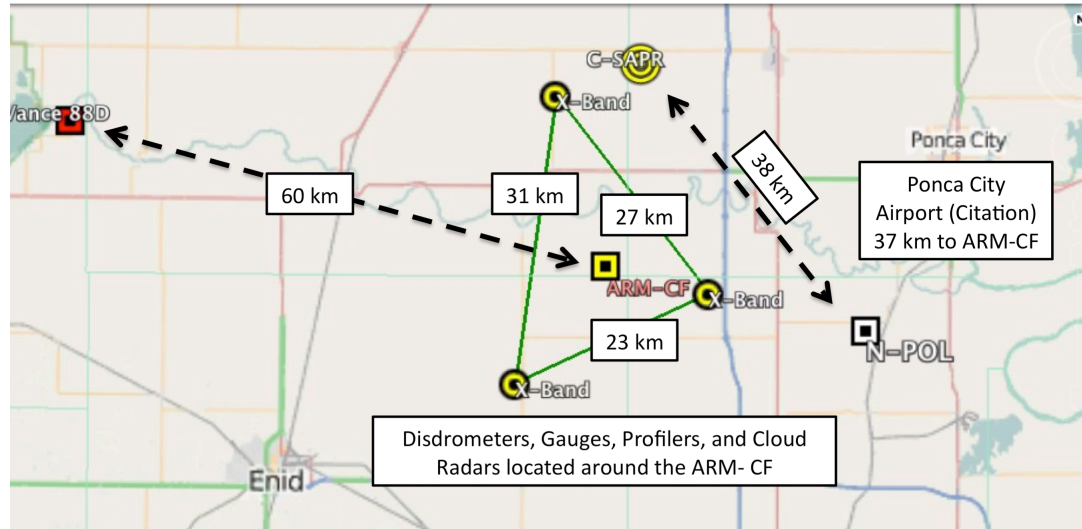 N
C-SAPR
Vance 88D
X-Band
Ponca City
38 km
60 km
31 km
27 km
Ponca City
Airport (Citation)
37 km to ARM-CF
ARM-CF
X-Band
23 km
N-POL
X-Band
Disdrometers, Gauges, Profilers, and Cloud
Radars located around the ARM- CF
Enid